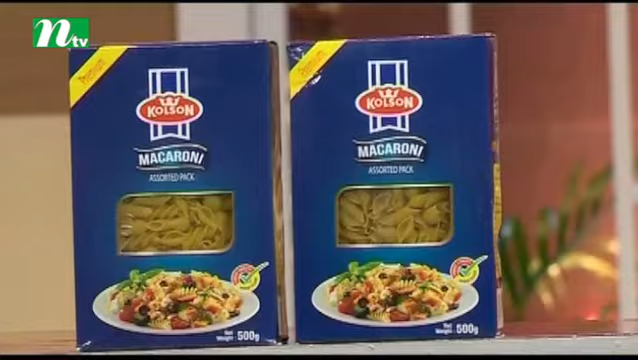 ntv
Premium
KOLSON
MACARONI
ASSORTED PACK
Net
Weight: 500g
Premium
KOLSON
MACARONI
ASSORTED PACK
Net
Weight: 500g